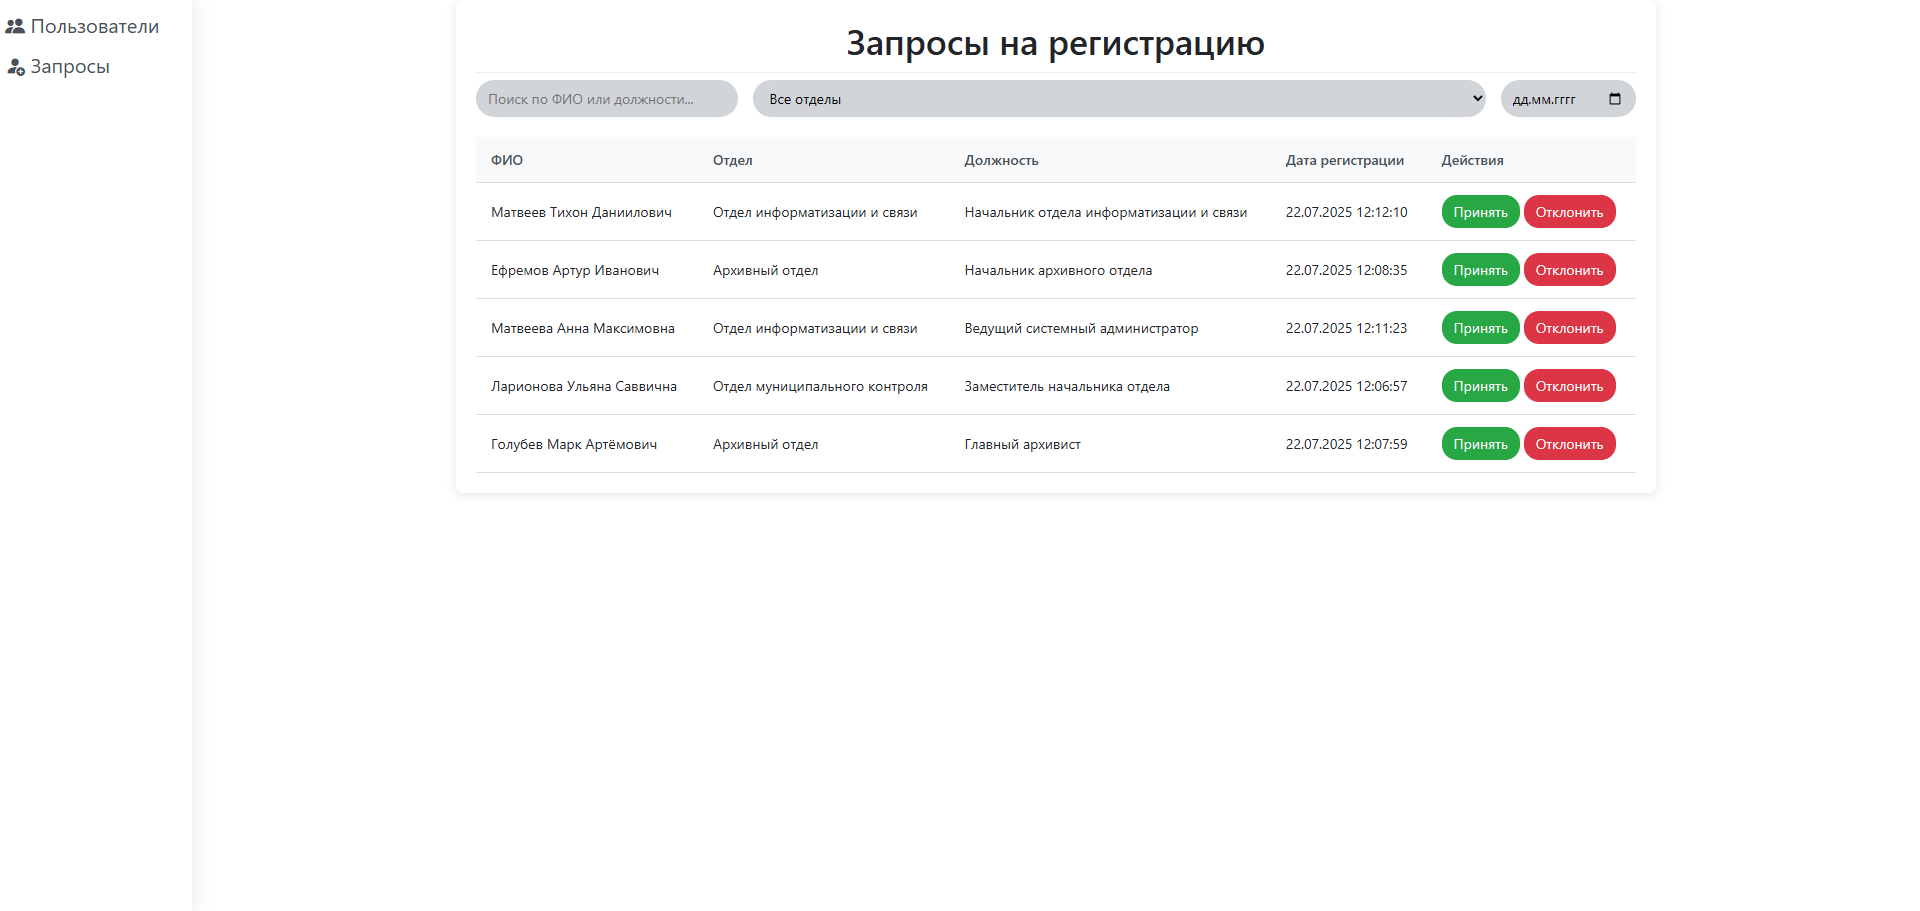 Пользователи
Запросы
Запросы на регистрацию
Поиск по ФИО или должности... Все отделы дд.мм.гггг
ФИО Отдел Должность Дата регистрации Действия
Матвеев Тихон Даниилович Отдел информатизации и связи Начальник отдела информатизации и связи 22.07.2025 12:12:10 Принять Отклонить
Ефремов Артур Иванович Архивный отдел Начальник архивного отдела 22.07.2025 12:08:35 Принять Отклонить
Матвеева Анна Максимовна Отдел информатизации и связи Ведущий системный администратор 22.07.2025 12:11:23 Принять Отклонить
Ларионова Ульяна Саввична Отдел муниципального контроля Заместитель начальника отдела 22.07.2025 12:06:57 Принять Отклонить
Голубев Марк Артёмович Архивный отдел Главный архивист 22.07.2025 12:07:59 Принять Отклонить